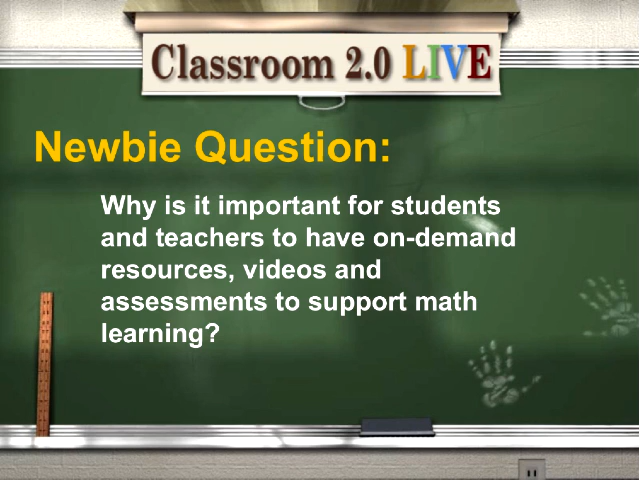 Classroom 2.0 LIVE
Newbie Question:
Why is it important for students
and teachers to have on-demand
resources, videos and
assessments to support math
learning?